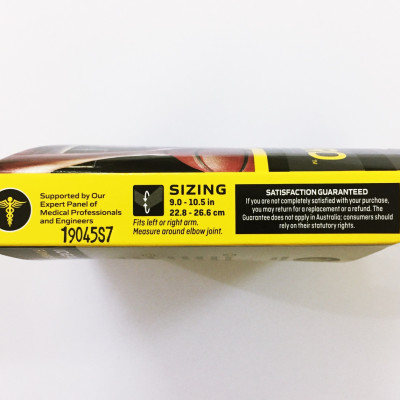 Supported by Our
Expert Panel of
Medical Professionals
and Engineers
19045S7
SIZING
9.0 - 10.5 in
22.8 - 26.6 cm
Fits left or right arm.
Measure around elbow joint.
SATISFACTION GUARANTEED
If you are not completely satisfied with your purchase,
you may return for a replacement or a refund. The
Guarantee does not apply in Australia; consumers should
rely on their statutory rights.